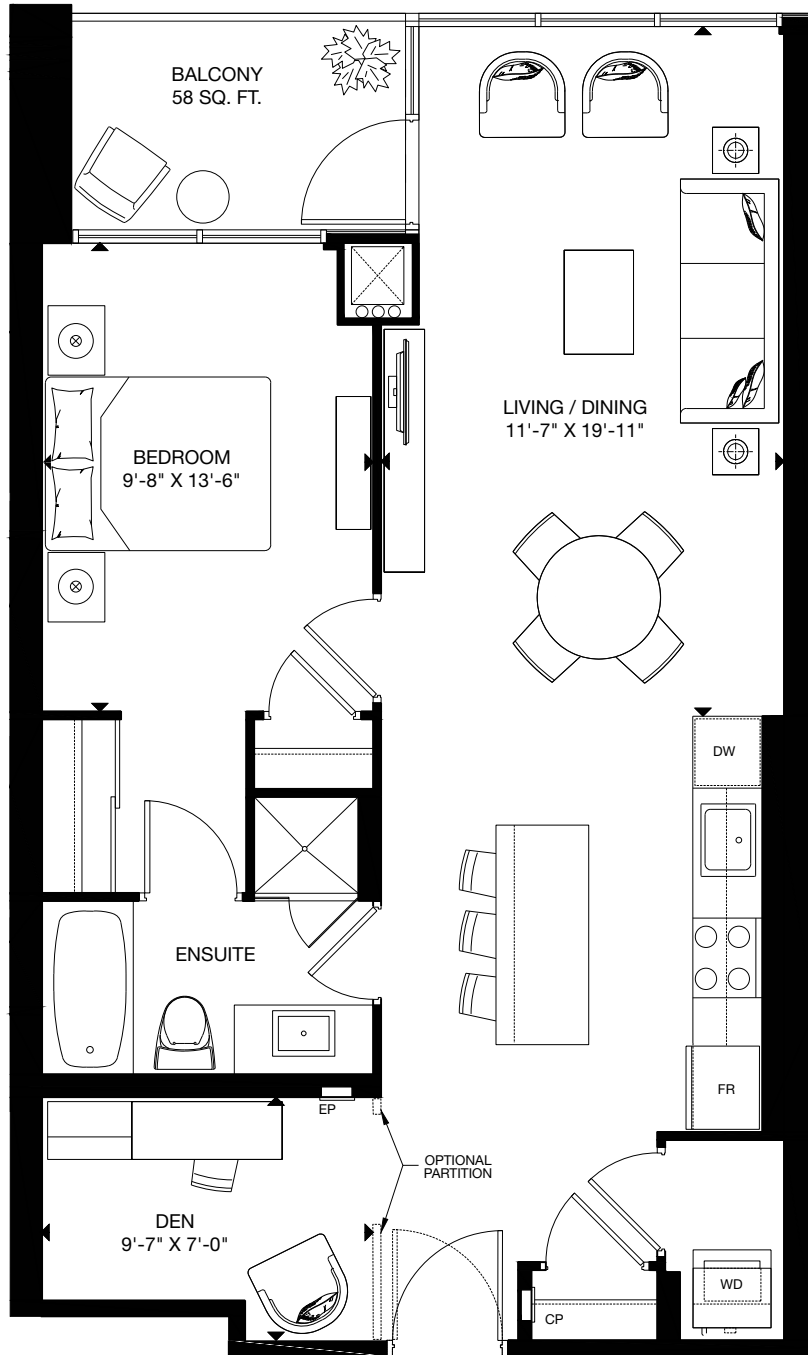 BALCONY
58 SQ. FT.
LIVING / DINING
11'-7" X 19'-11"
BEDROOM
9'-8" X 13'-6"
DW
ENSUITE
FR
EP
OPTIONAL
PARTITION
DEN
9'-7" X 7'-0"
WD
CP